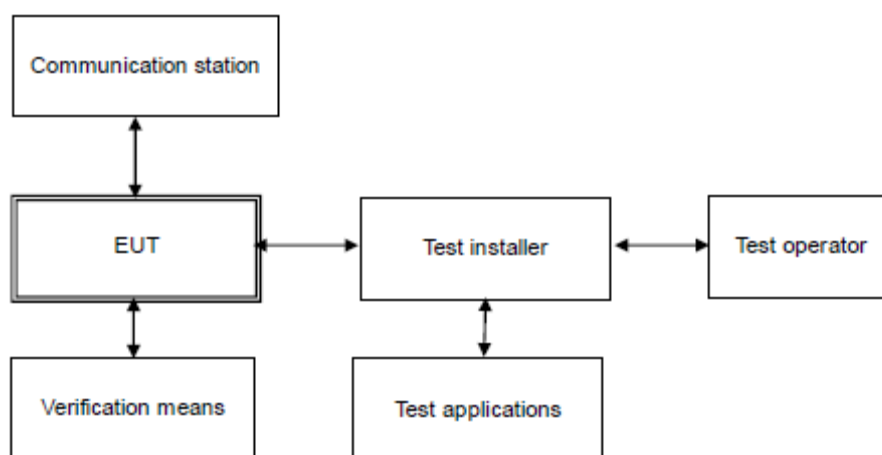 Communication station
EUT
Test installer
Test operator
Verification means
Test applications